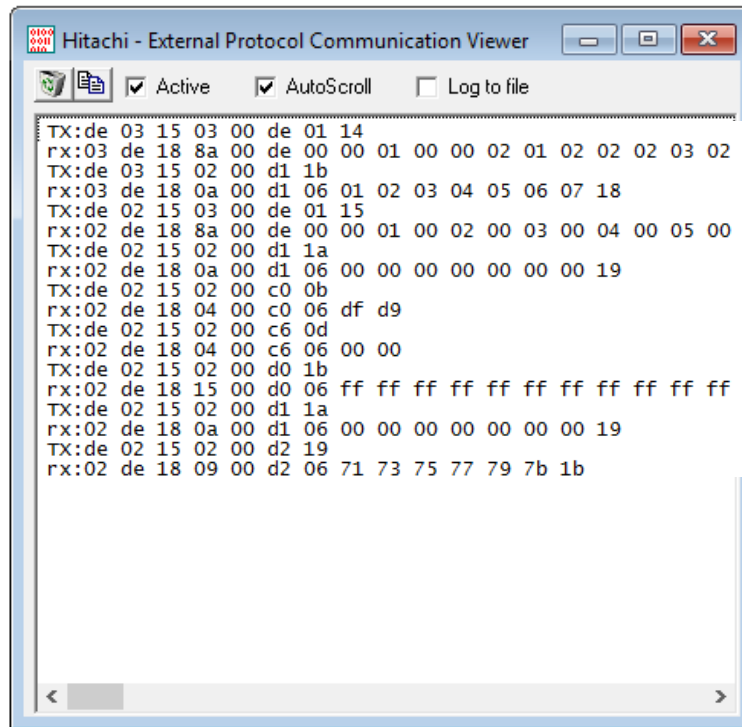 Hitachi - External Protocol Communication Viewer
Active AutoScroll Log to file
TX:de 03 15 03 00 de 01 14
rx:03 de 18 8a 00 de 00 00 01 00 00 02 01 02 02 02 03 02
TX:de 03 15 02 00 d1 1b
rx:03 de 18 0a 00 d1 06 01 02 03 04 05 06 07 18
TX:de 02 15 03 00 de 01 15
rx:02 de 18 8a 00 de 00 00 01 00 02 00 03 00 04 00 05 00
TX:de 02 15 02 00 d1 1a
rx:02 de 18 0a 00 d1 06 00 00 00 00 00 00 00 19
TX:de 02 15 02 00 c0 0b
rx:02 de 18 04 00 c0 06 df d9
TX:de 02 15 02 00 c6 0d
rx:02 de 18 04 00 c6 06 00 00
TX:de 02 15 02 00 d0 1b
rx:02 de 18 15 00 d0 06 ff ff ff ff ff ff ff ff ff ff ff
TX:de 02 15 02 00 d1 1a
rx:02 de 18 0a 00 d1 06 00 00 00 00 00 00 00 19
TX:de 02 15 02 00 d2 19
rx:02 de 18 09 00 d2 06 71 73 75 77 79 7b 1b